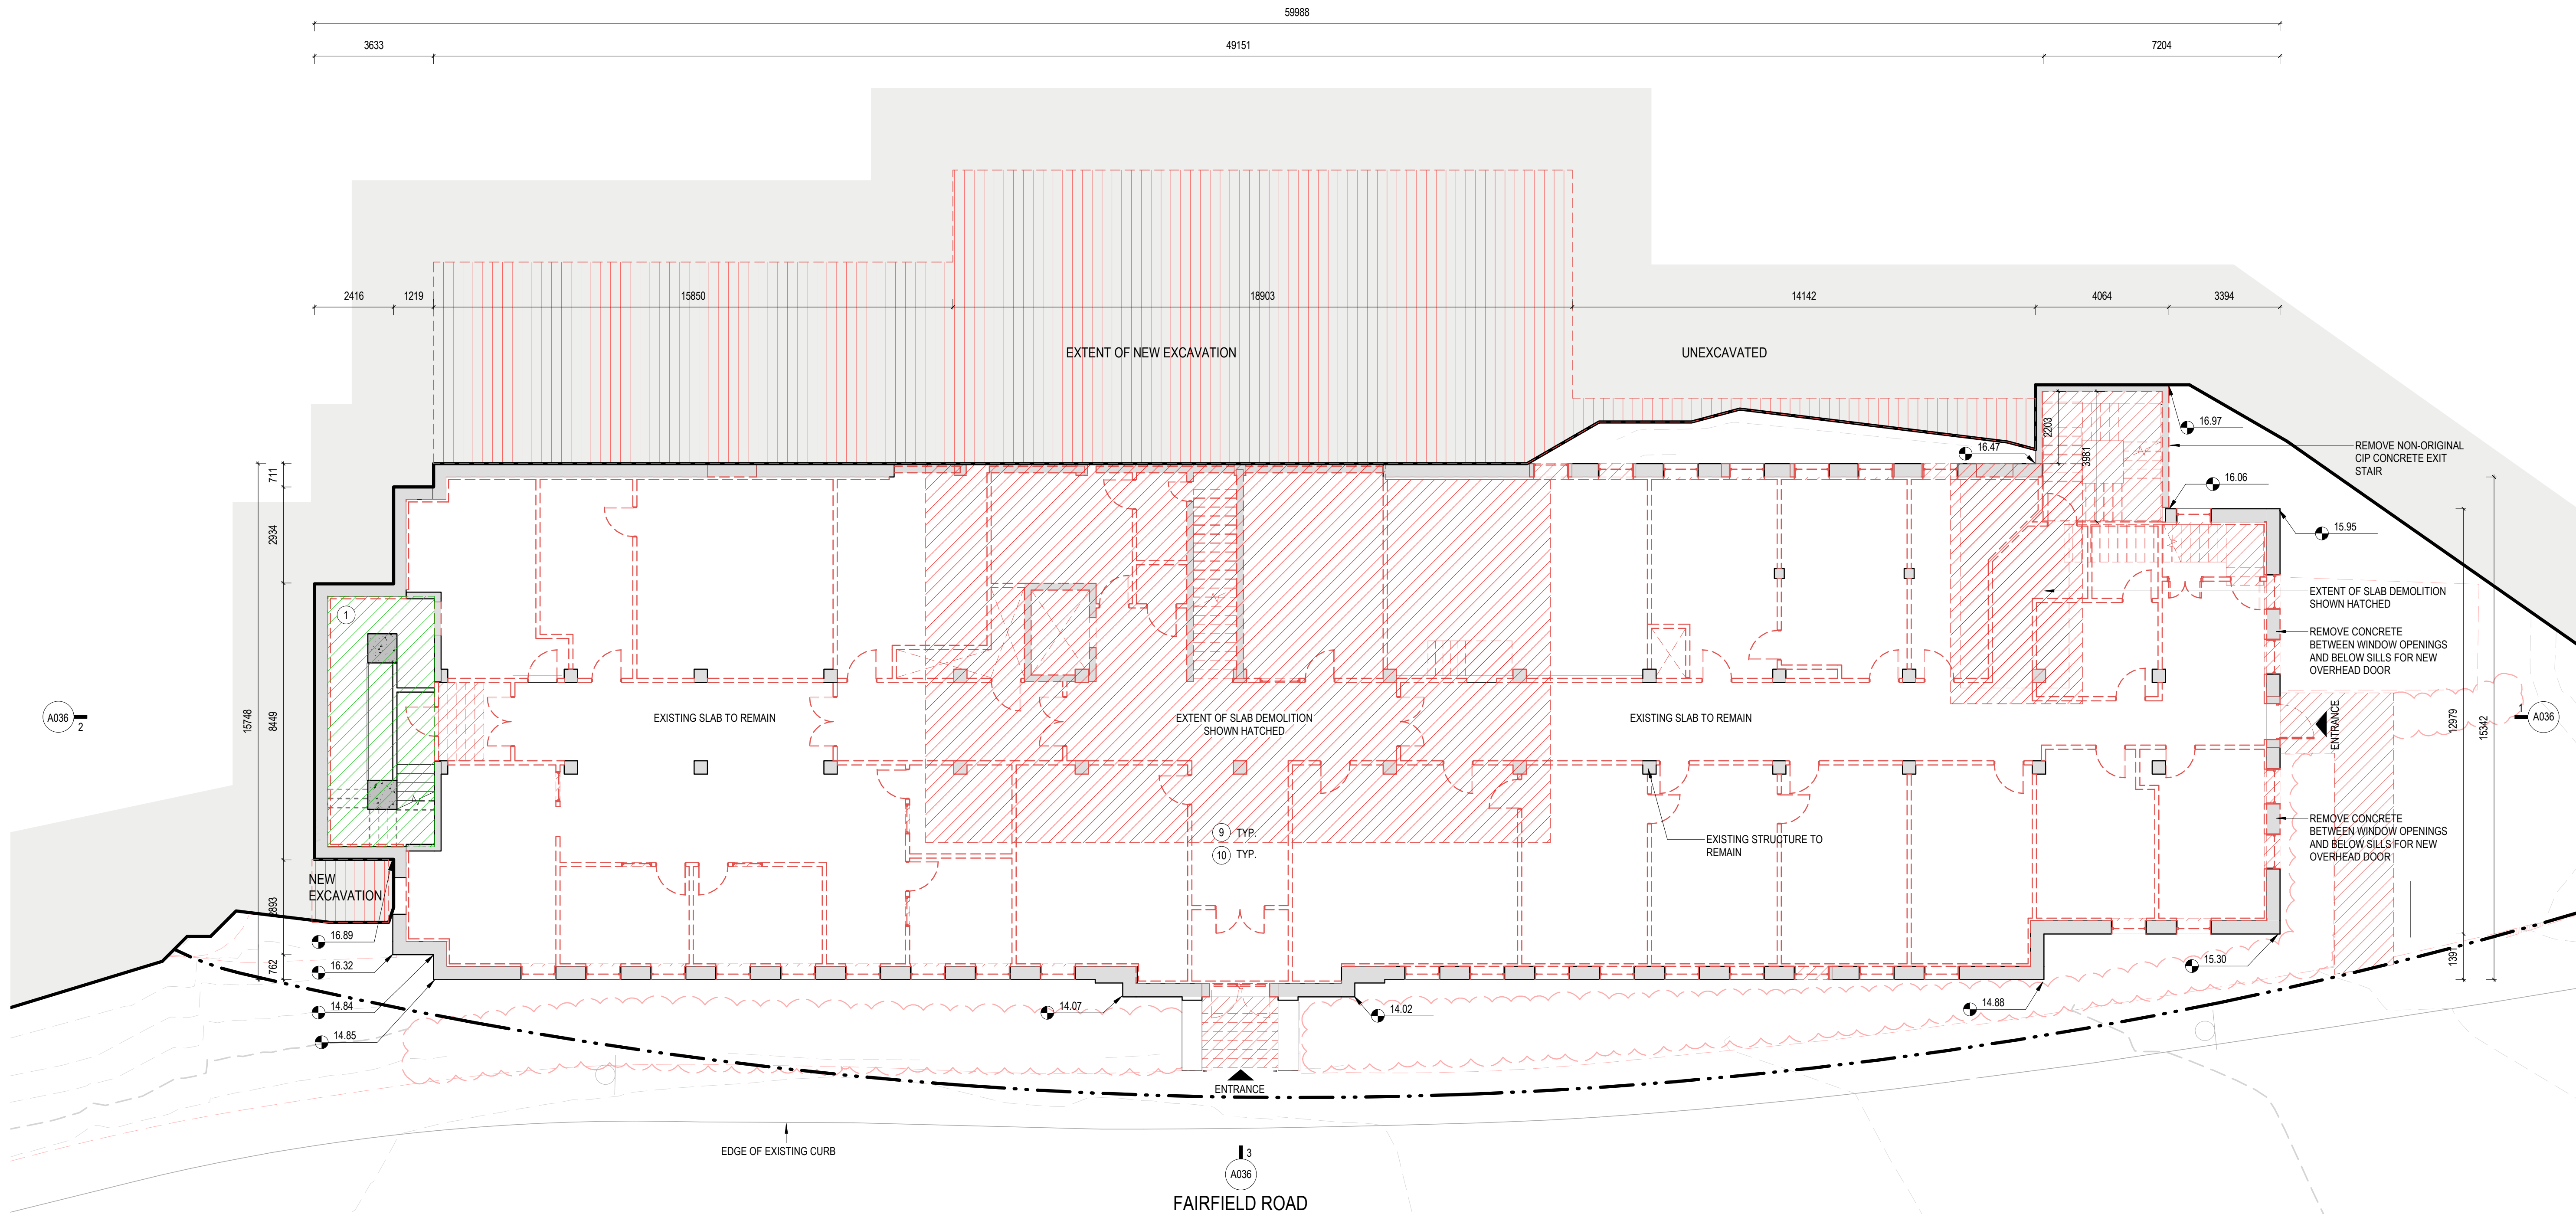 59988
3633
49151
7204
2416
1219
15850
18903
14142
4064
3394
EXTENT OF NEW EXCAVATION
UNEXCAVATED
16.97
2203
16.47
3981
REMOVE NON-ORIGINAL
CIP CONCRETE EXIT
STAIR
711
16.06
2934
15.95
EXTENT OF SLAB DEMOLITION
SHOWN HATCHED
1
REMOVE CONCRETE
BETWEEN WINDOW OPENINGS
AND BELOW SILLS FOR NEW
OVERHEAD DOOR
A036
2
15748
8449
EXISTING SLAB TO REMAIN
EXTENT OF SLAB DEMOLITION
SHOWN HATCHED
EXISTING SLAB TO REMAIN
ENTRANCE
12979
15342
1
A036
9 TYP.
10 TYP.
EXISTING STRUCTURE TO
REMAIN
REMOVE CONCRETE
BETWEEN WINDOW OPENINGS
AND BELOW SILLS FOR NEW
OVERHEAD DOOR
NEW
EXCAVATION
2893
16.89
16.32
762
14.84
14.85
14.07
14.02
14.88
15.30
1391
ENTRANCE
EDGE OF EXISTING CURB
3
A036
FAIRFIELD ROAD